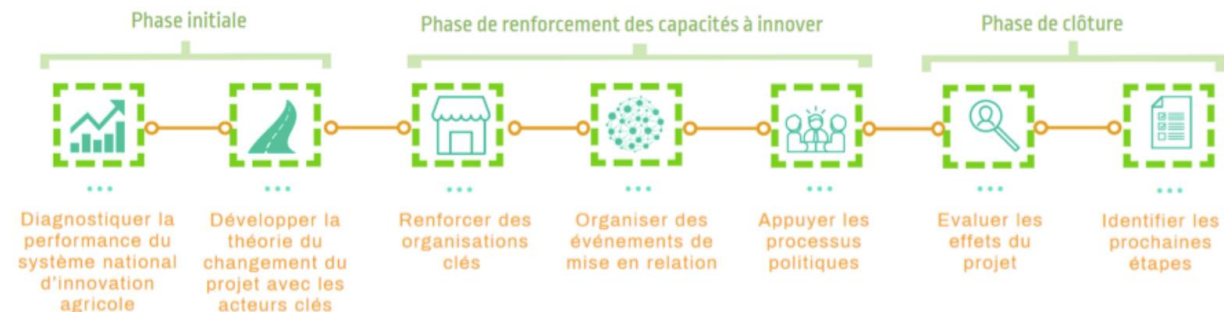 Phase initiale
Phase de renforcement des capacités à innover
Phase de clôture
Diagnostiquer la
performance du
système national
d'innovation
agricole
Développer la
théorie du
changement du
projet avec les
acteurs clés
Renforcer des
organisations
clés
Organiser des
événements de
mise en relation
Appuyer les
processus
politiques
Evaluer les
effets du
projet
Identifier les
prochaines
étapes